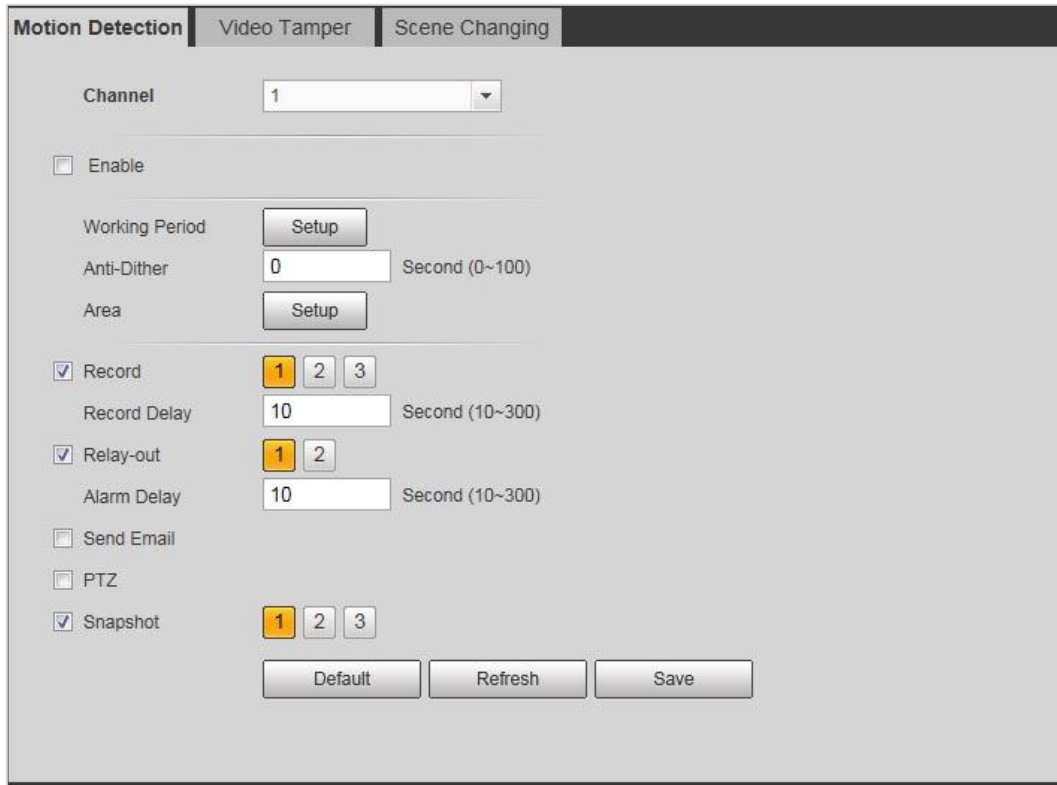 Motion Detection Video Tamper Scene Changing
Channel 1
Enable
Working Period Setup
Anti-Dither 0 Second (0~100)
Area Setup
Record 1 2 3
Record Delay 10 Second (10~300)
Relay-out 1 2
Alarm Delay 10 Second (10~300)
Send Email
PTZ
Snapshot 1 2 3
Default Refresh Save